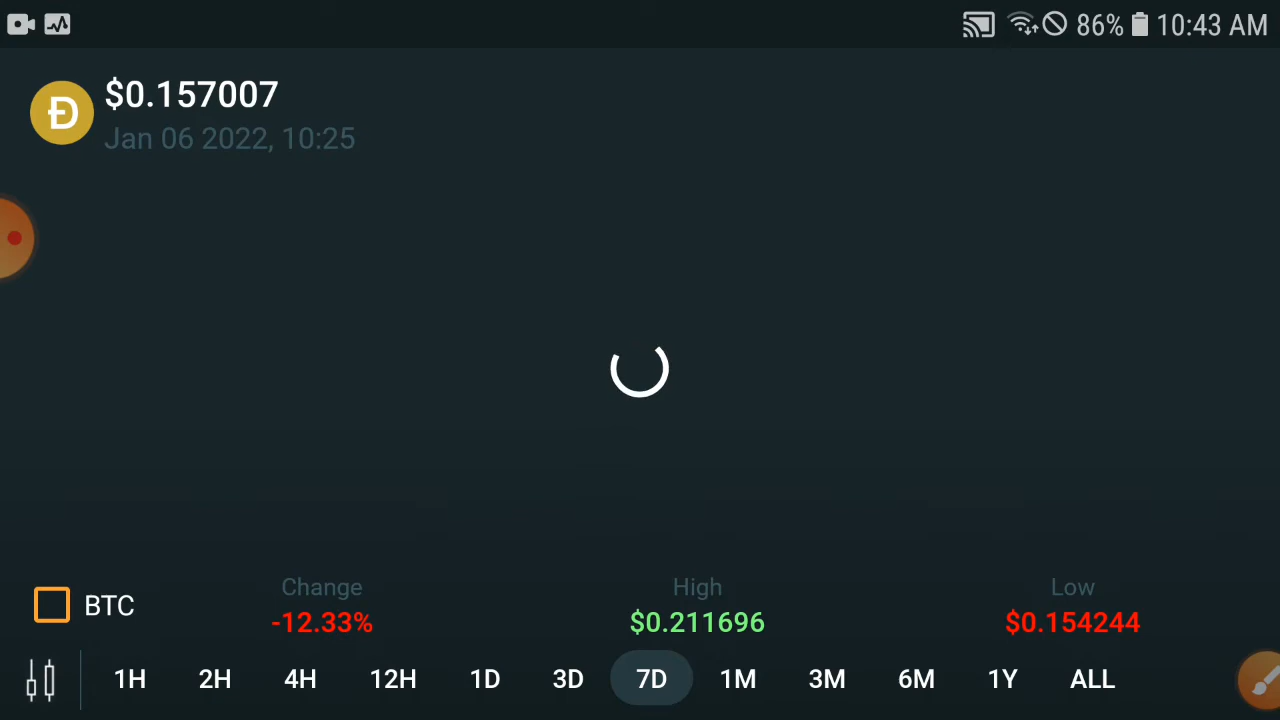 86% 10:43 AM
Đ
$0.157007
Jan 06 2022, 10:25
Change High Low
BTC -12.33% $0.211696 $0.154244
1H 2H 4H 12H 1D 3D 7D 1M 3M 6M 1Y ALL